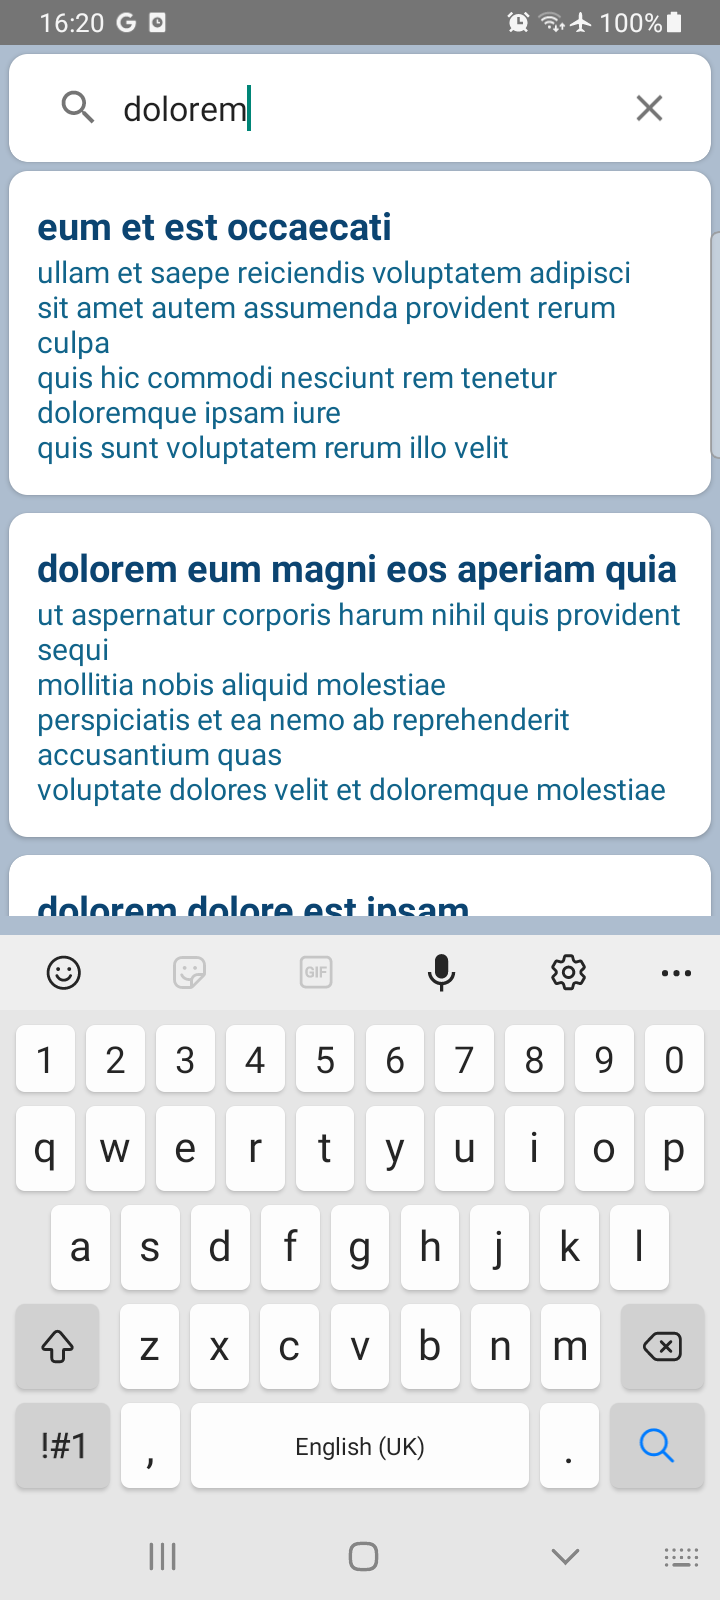 16:20 G 100%
dolorem
eum et est occaecati
ullam et saepe reiciendis voluptatem adipisci
sit amet autem assumenda provident rerum
culpa
quis hic commodi nesciunt rem tenetur
doloremque ipsam iure
quis sunt voluptatem rerum illo velit
dolorem eum magni eos aperiam quia
ut aspernatur corporis harum nihil quis provident
sequi
mollitia nobis aliquid molestiae
perspiciatis et ea nemo ab reprehenderit
accusantium quas
voluptate dolores velit et doloremque molestiae
dolorem dolore est ipsam
GIF
1 2 3 4 5 6 7 8 9 0
q w e r t y u i o p
a s d f g h j k l
z x c v b n m
!#1 , English (UK) .